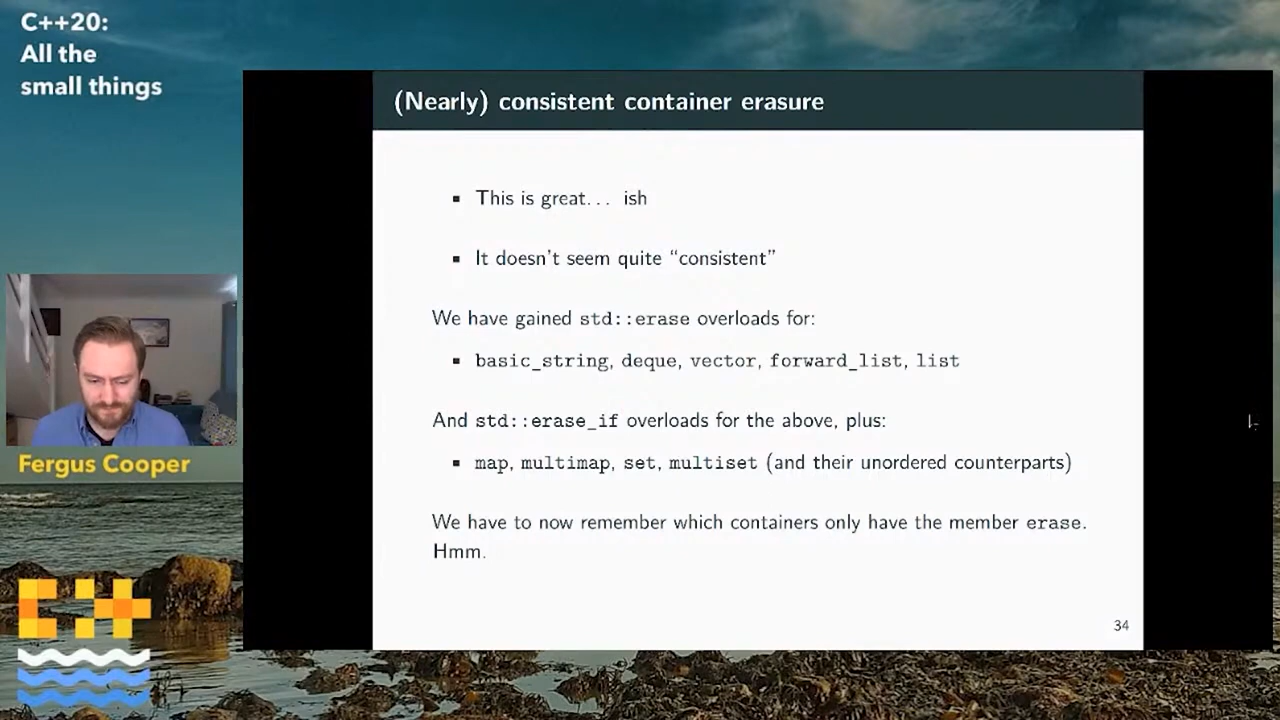 C++20:
All the
small things
(Nearly) consistent container erasure
▪ This is great... ish
▪ It doesn't seem quite “consistent”
We have gained std::erase overloads for:
▪ basic_string, deque, vector, forward_list, list
And std::erase_if overloads for the above, plus:
▪ map, multimap, set, multiset (and their unordered counterparts)
We have to now remember which containers only have the member erase.
Hmm.
34
Fergus Cooper